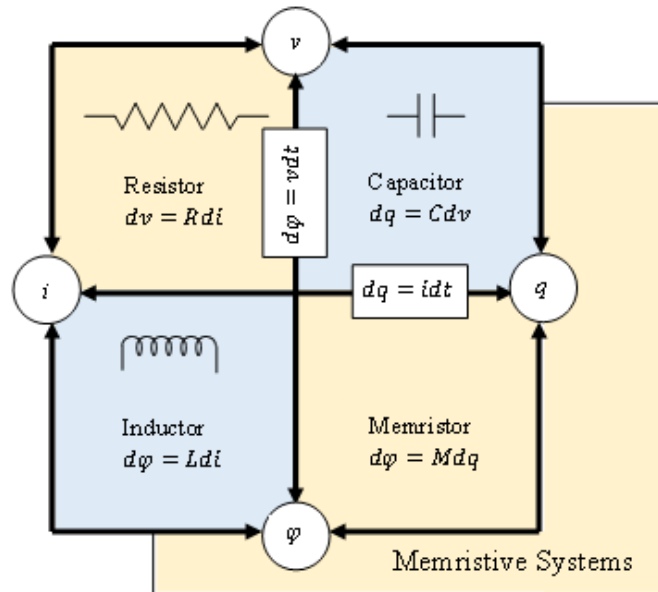 v
Resistor
dv = Rdi
dφ = vdt
Capacitor
dq = Cdv
i
dq = idt
q
Inductor
dφ = Ldi
Memristor
dφ = Mdq
φ
Memristive Systems